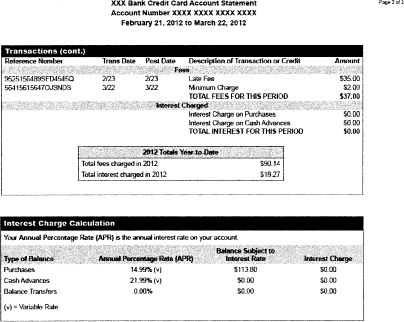 XXX Bank Credit Card Account Statement
Account Number XXXX XXXX XXXX XXXX
February 21, 2012 to March 22, 2012
Page 2 of 2
Transactions (cont.)
Reference Number Trans Date Post Date Description of Transaction or Credit Amount
Fees
9525156489SFD4545Q 2/23 2/23 Late Fee $35.00
56415615647OJSNDS 3/22 3/22 Minimum Charge $2.00
TOTAL FEES FOR THIS PERIOD $37.00
Interest Charged
Interest Charge on Purchases $0.00
Interest Charge on Cash Advances $0.00
TOTAL INTEREST FOR THIS PERIOD $0.00
2012 Totals Year-to-Date
Total fees charged in 2012 $90.14
Total interest charged in 2012 $19.27
Interest Charge Calculation
Your Annual Percentage Rate (APR) is the annual interest rate on your account.
Type of Balance Annual Percentage Rate (APR) Balance Subject to Interest Rate Interest Charge
Purchases 14.99% (v) $113.80 $0.00
Cash Advances 21.99% (v) $0.00 $0.00
Balance Transfers 0.00% $0.00 $0.00
(v) = Variable Rate